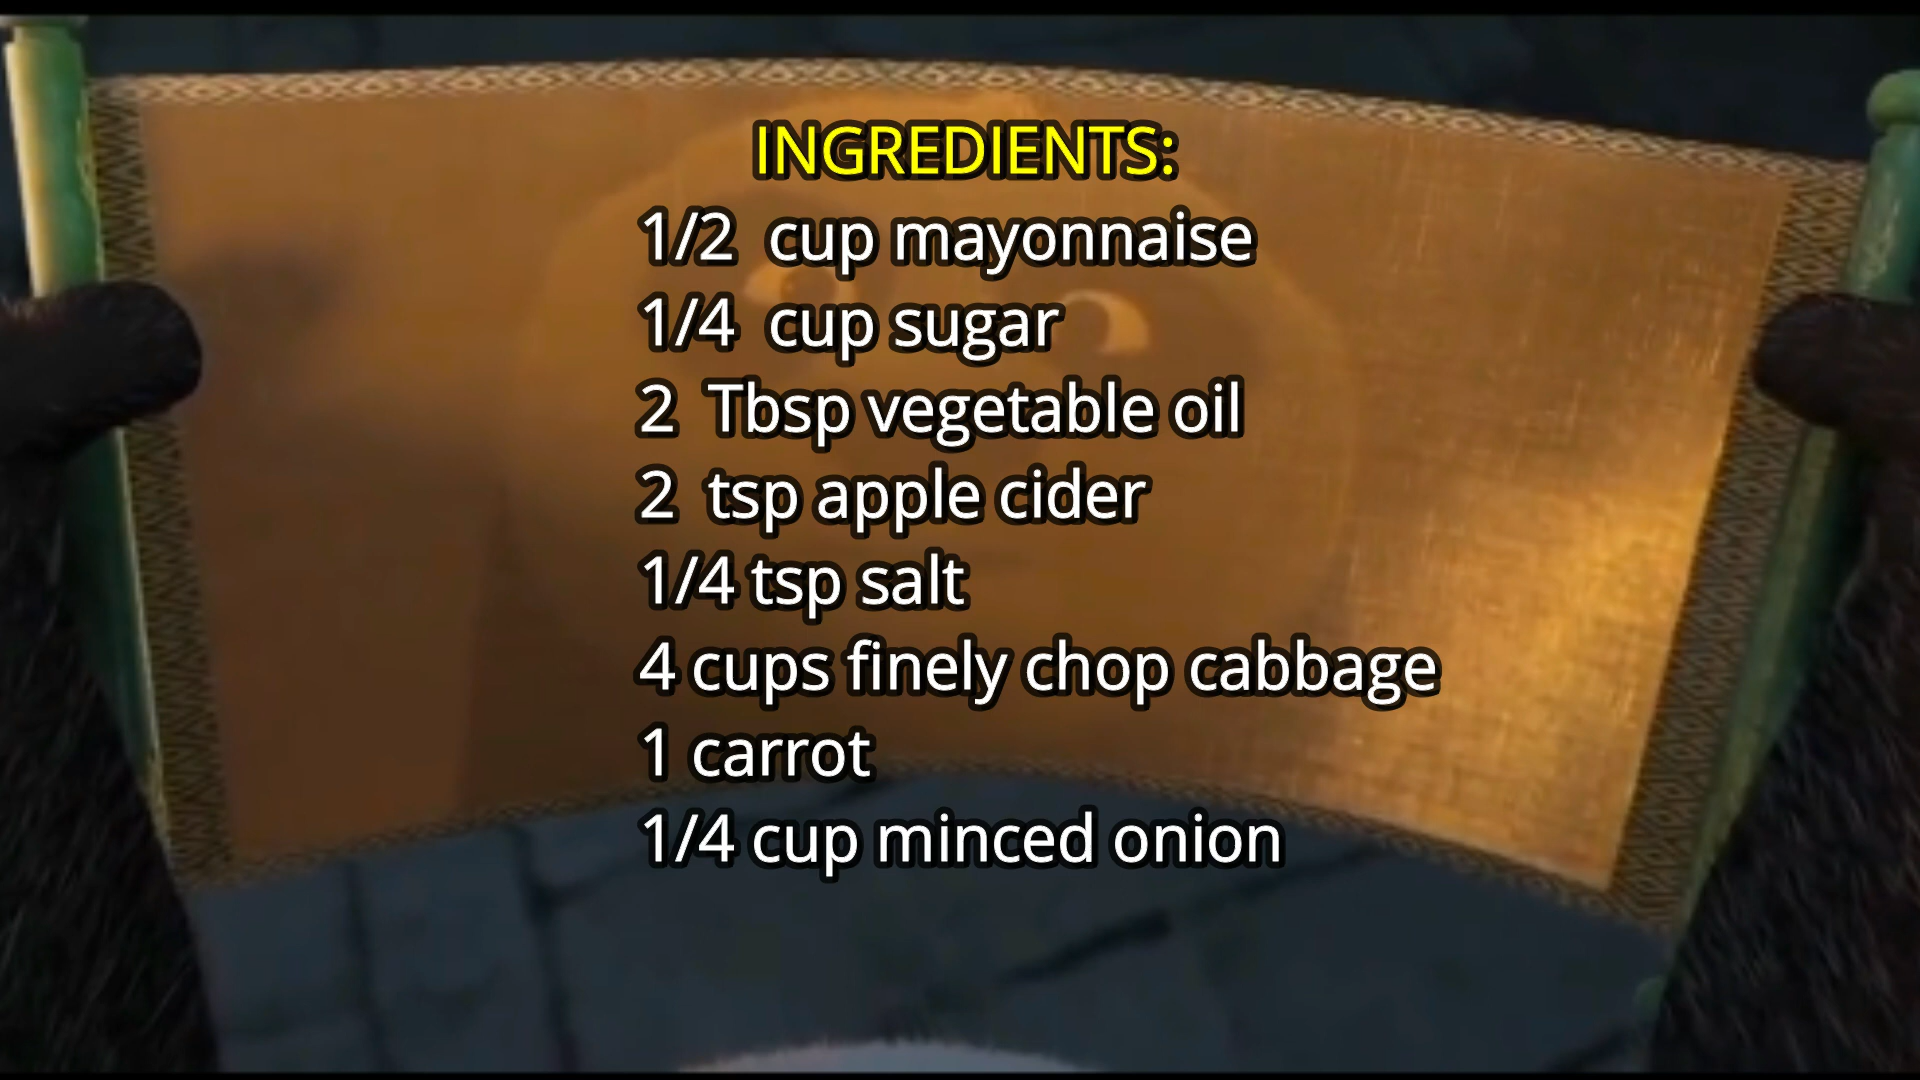 INGREDIENTS:
1/2 cup mayonnaise
1/4 cup sugar
2 Tbsp vegetable oil
2 tsp apple cider
1/4 tsp salt
4 cups finely chop cabbage
1 carrot
1/4 cup minced onion